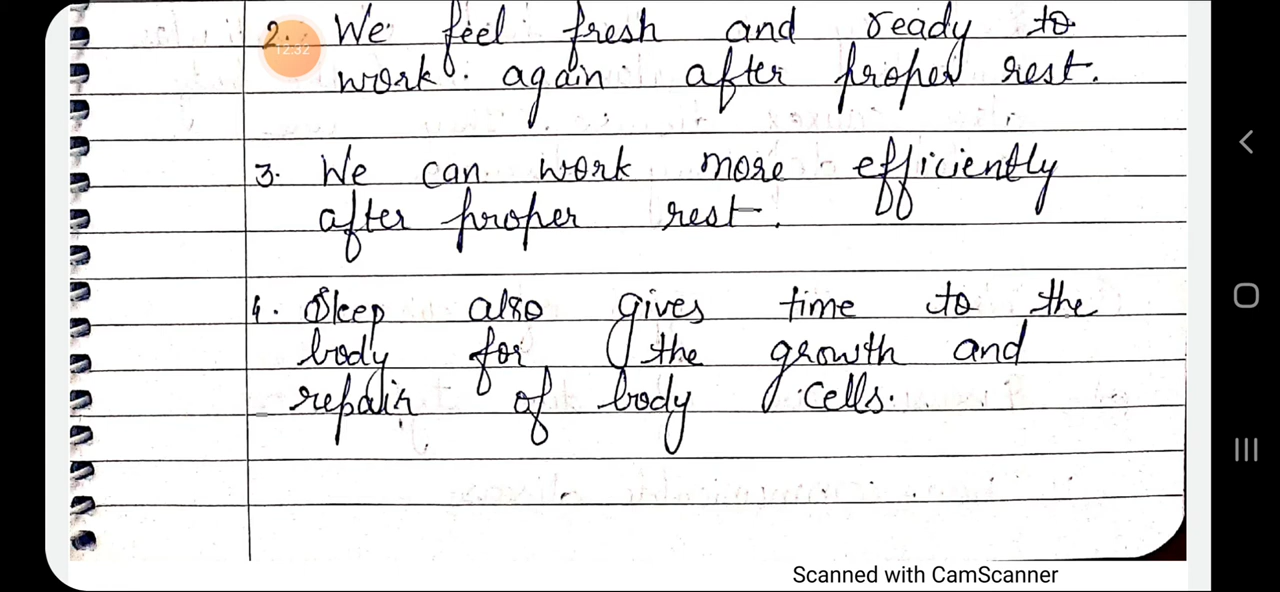 2. We feel fresh and ready to
12:32
work again after proper rest.
3. We can work more efficiently
after proper rest.
4. Sleep also gives time to the
body for the growth and
repair of body cells.
Scanned with CamScanner